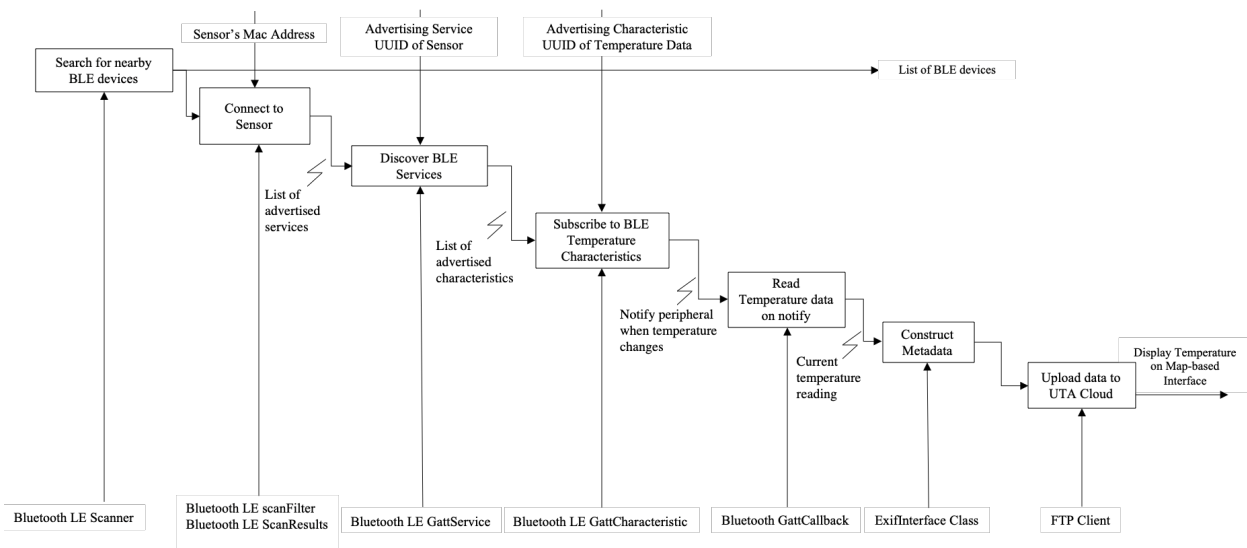 Sensor's Mac Address
Advertising Service
UUID of Sensor
Advertising Characteristic
UUID of Temperature Data
Search for nearby
BLE devices
List of BLE devices
Connect to
Sensor
Discover BLE
Services
List of
advertised
services
Subscribe to BLE
Temperature
Characteristics
List of
advertised
characteristics
Read
Temperature data
on notify
Notify peripheral
when temperature
changes
Construct
Metadata
Current
temperature
reading
Upload data to
UTA Cloud
Display Temperature
on Map-based
Interface
Bluetooth LE Scanner
Bluetooth LE scanFilter
Bluetooth LE ScanResults
Bluetooth LE GattService
Bluetooth LE GattCharacteristic
Bluetooth GattCallback
ExifInterface Class
FTP Client